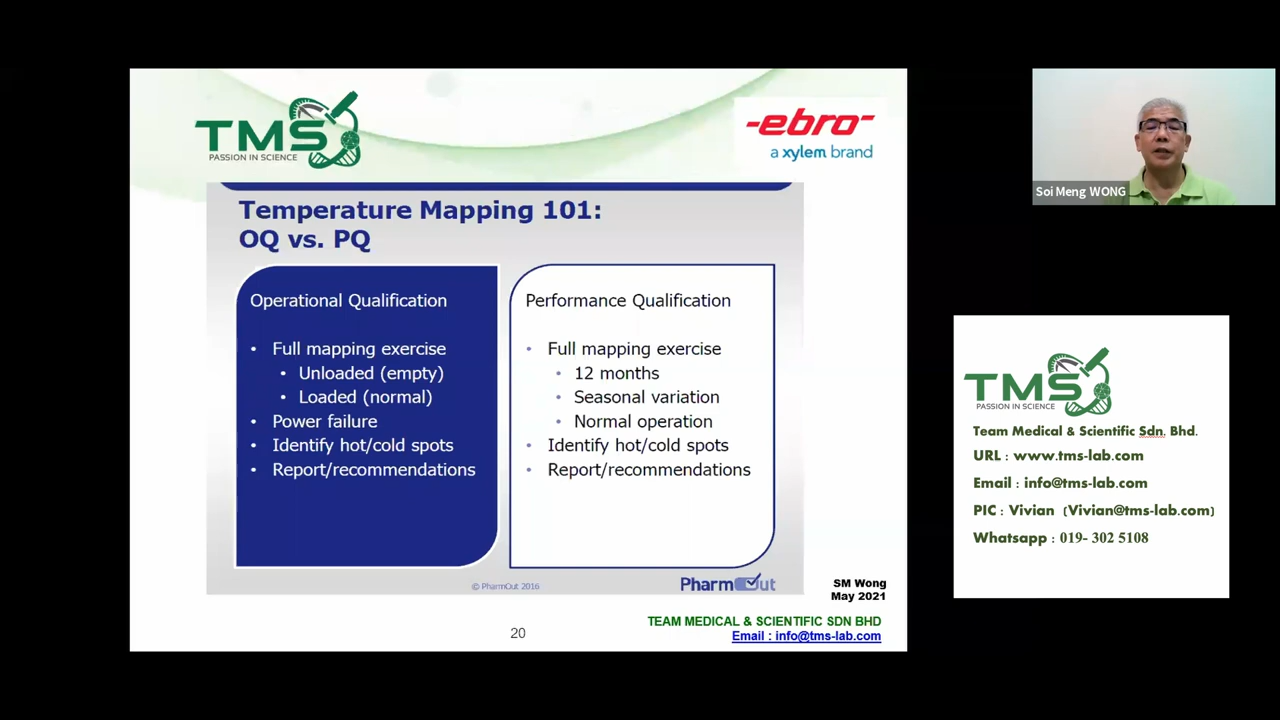 TMS
PASSION IN SCIENCE
-ebro-
a xylem brand
Temperature Mapping 101:
OQ vs. PQ
Operational Qualification
• Full mapping exercise
• Unloaded (empty)
• Loaded (normal)
• Power failure
• Identify hot/cold spots
• Report/recommendations
Performance Qualification
• Full mapping exercise
• 12 months
• Seasonal variation
• Normal operation
• Identify hot/cold spots
• Report/recommendations
© PharmOut 2016
PharmOut
SM Wong
May 2021
TEAM MEDICAL & SCIENTIFIC SDN BHD
Email : info@tms-lab.com
20
Soi Meng WONG
TMS
PASSION IN SCIENCE
Team Medical & Scientific Sdn. Bhd.
URL : www.tms-lab.com
Email : info@tms-lab.com
PIC : Vivian (Vivian@tms-lab.com)
Whatsapp : 019- 302 5108